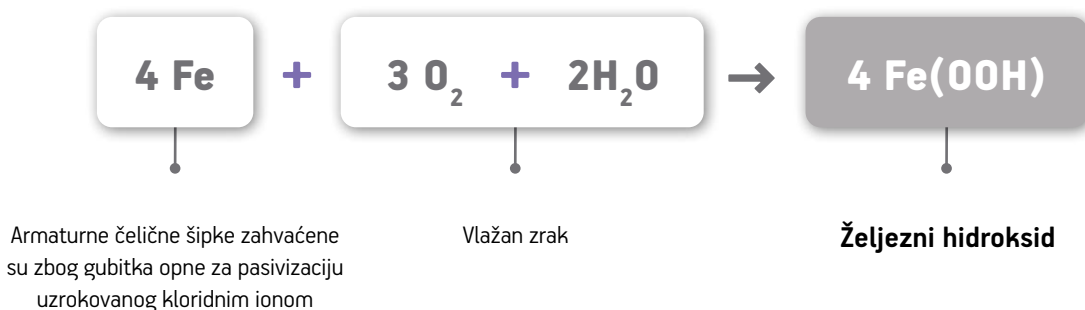 4 Fe + 3 O₂ + 2H₂O → 4 Fe(OOH)
Armaturne čelične šipke zahvaćene
su zbog gubitka opne za pasivizaciju
uzrokovanog kloridnim ionom
Vlažan zrak
Željezni hidroksid